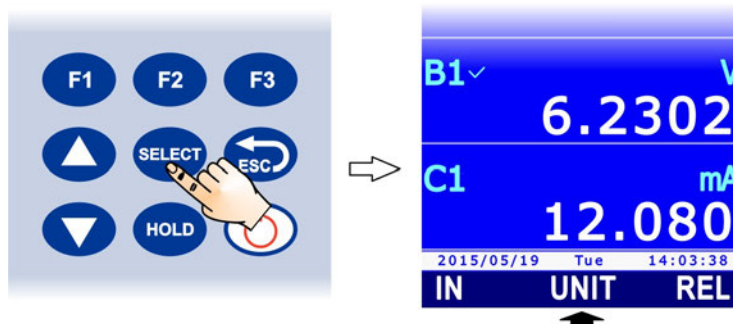 F1 F2 F3
SELECT ESC
HOLD
B1 V
6.2302
C1 mA
12.080
2015/05/19 Tue 14:03:38
IN UNIT REL